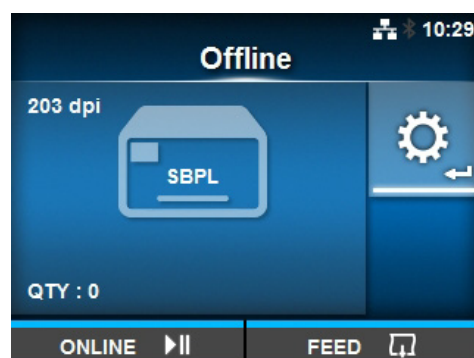 10:29
Offline
203 dpi
SBPL
QTY : 0
ONLINE FEED